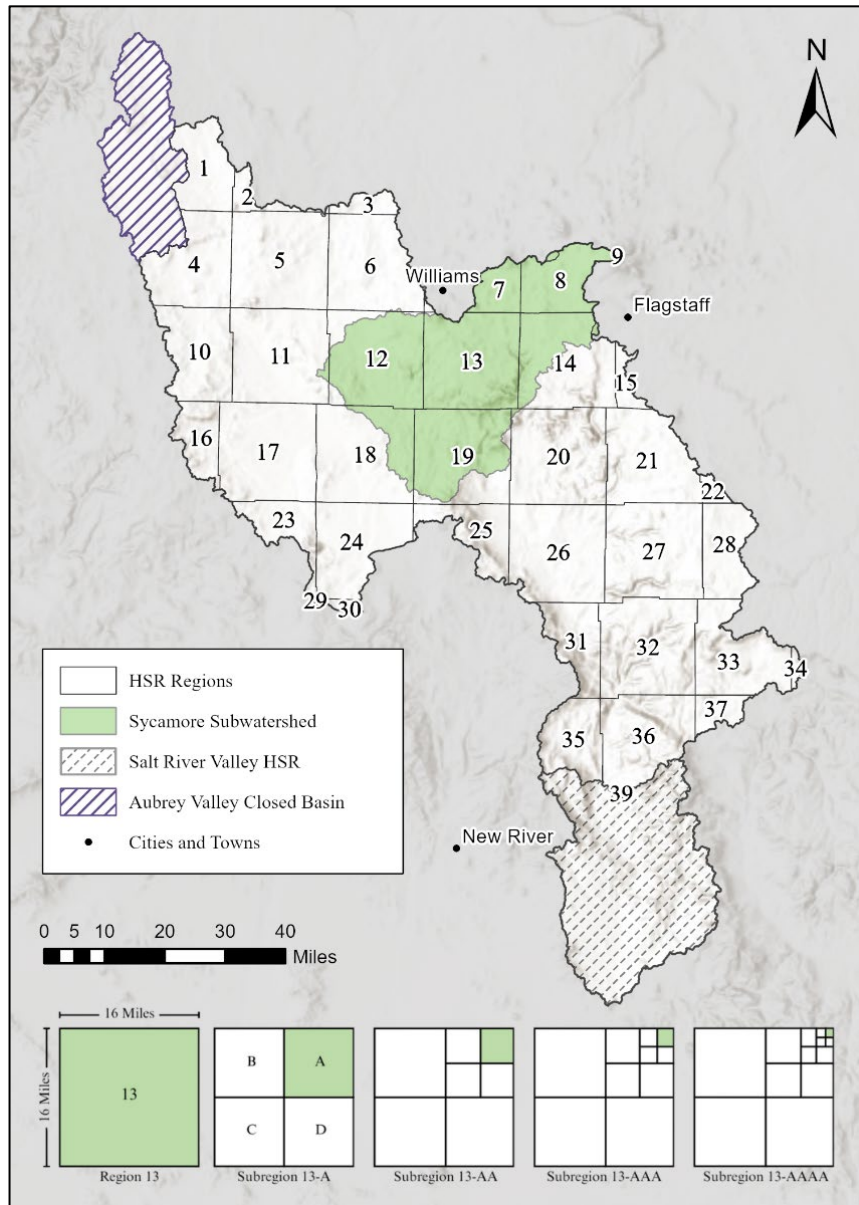 N
1
2
3
4
5
6
Williams
7
8
9
Flagstaff
10
11
12
13
14
15
16
17
18
19
20
21
22
23
24
25
26
27
28
29
30
31
32
33
34
35
36
37
39
HSR Regions
Sycamore Subwatershed
Salt River Valley HSR
Aubrey Valley Closed Basin
Cities and Towns
New River
0 5 10 20 30 40
Miles
16 Miles
16 Miles
13
B A
C D
Region 13
Subregion 13-A
Subregion 13-AA
Subregion 13-AAA
Subregion 13-AAAA